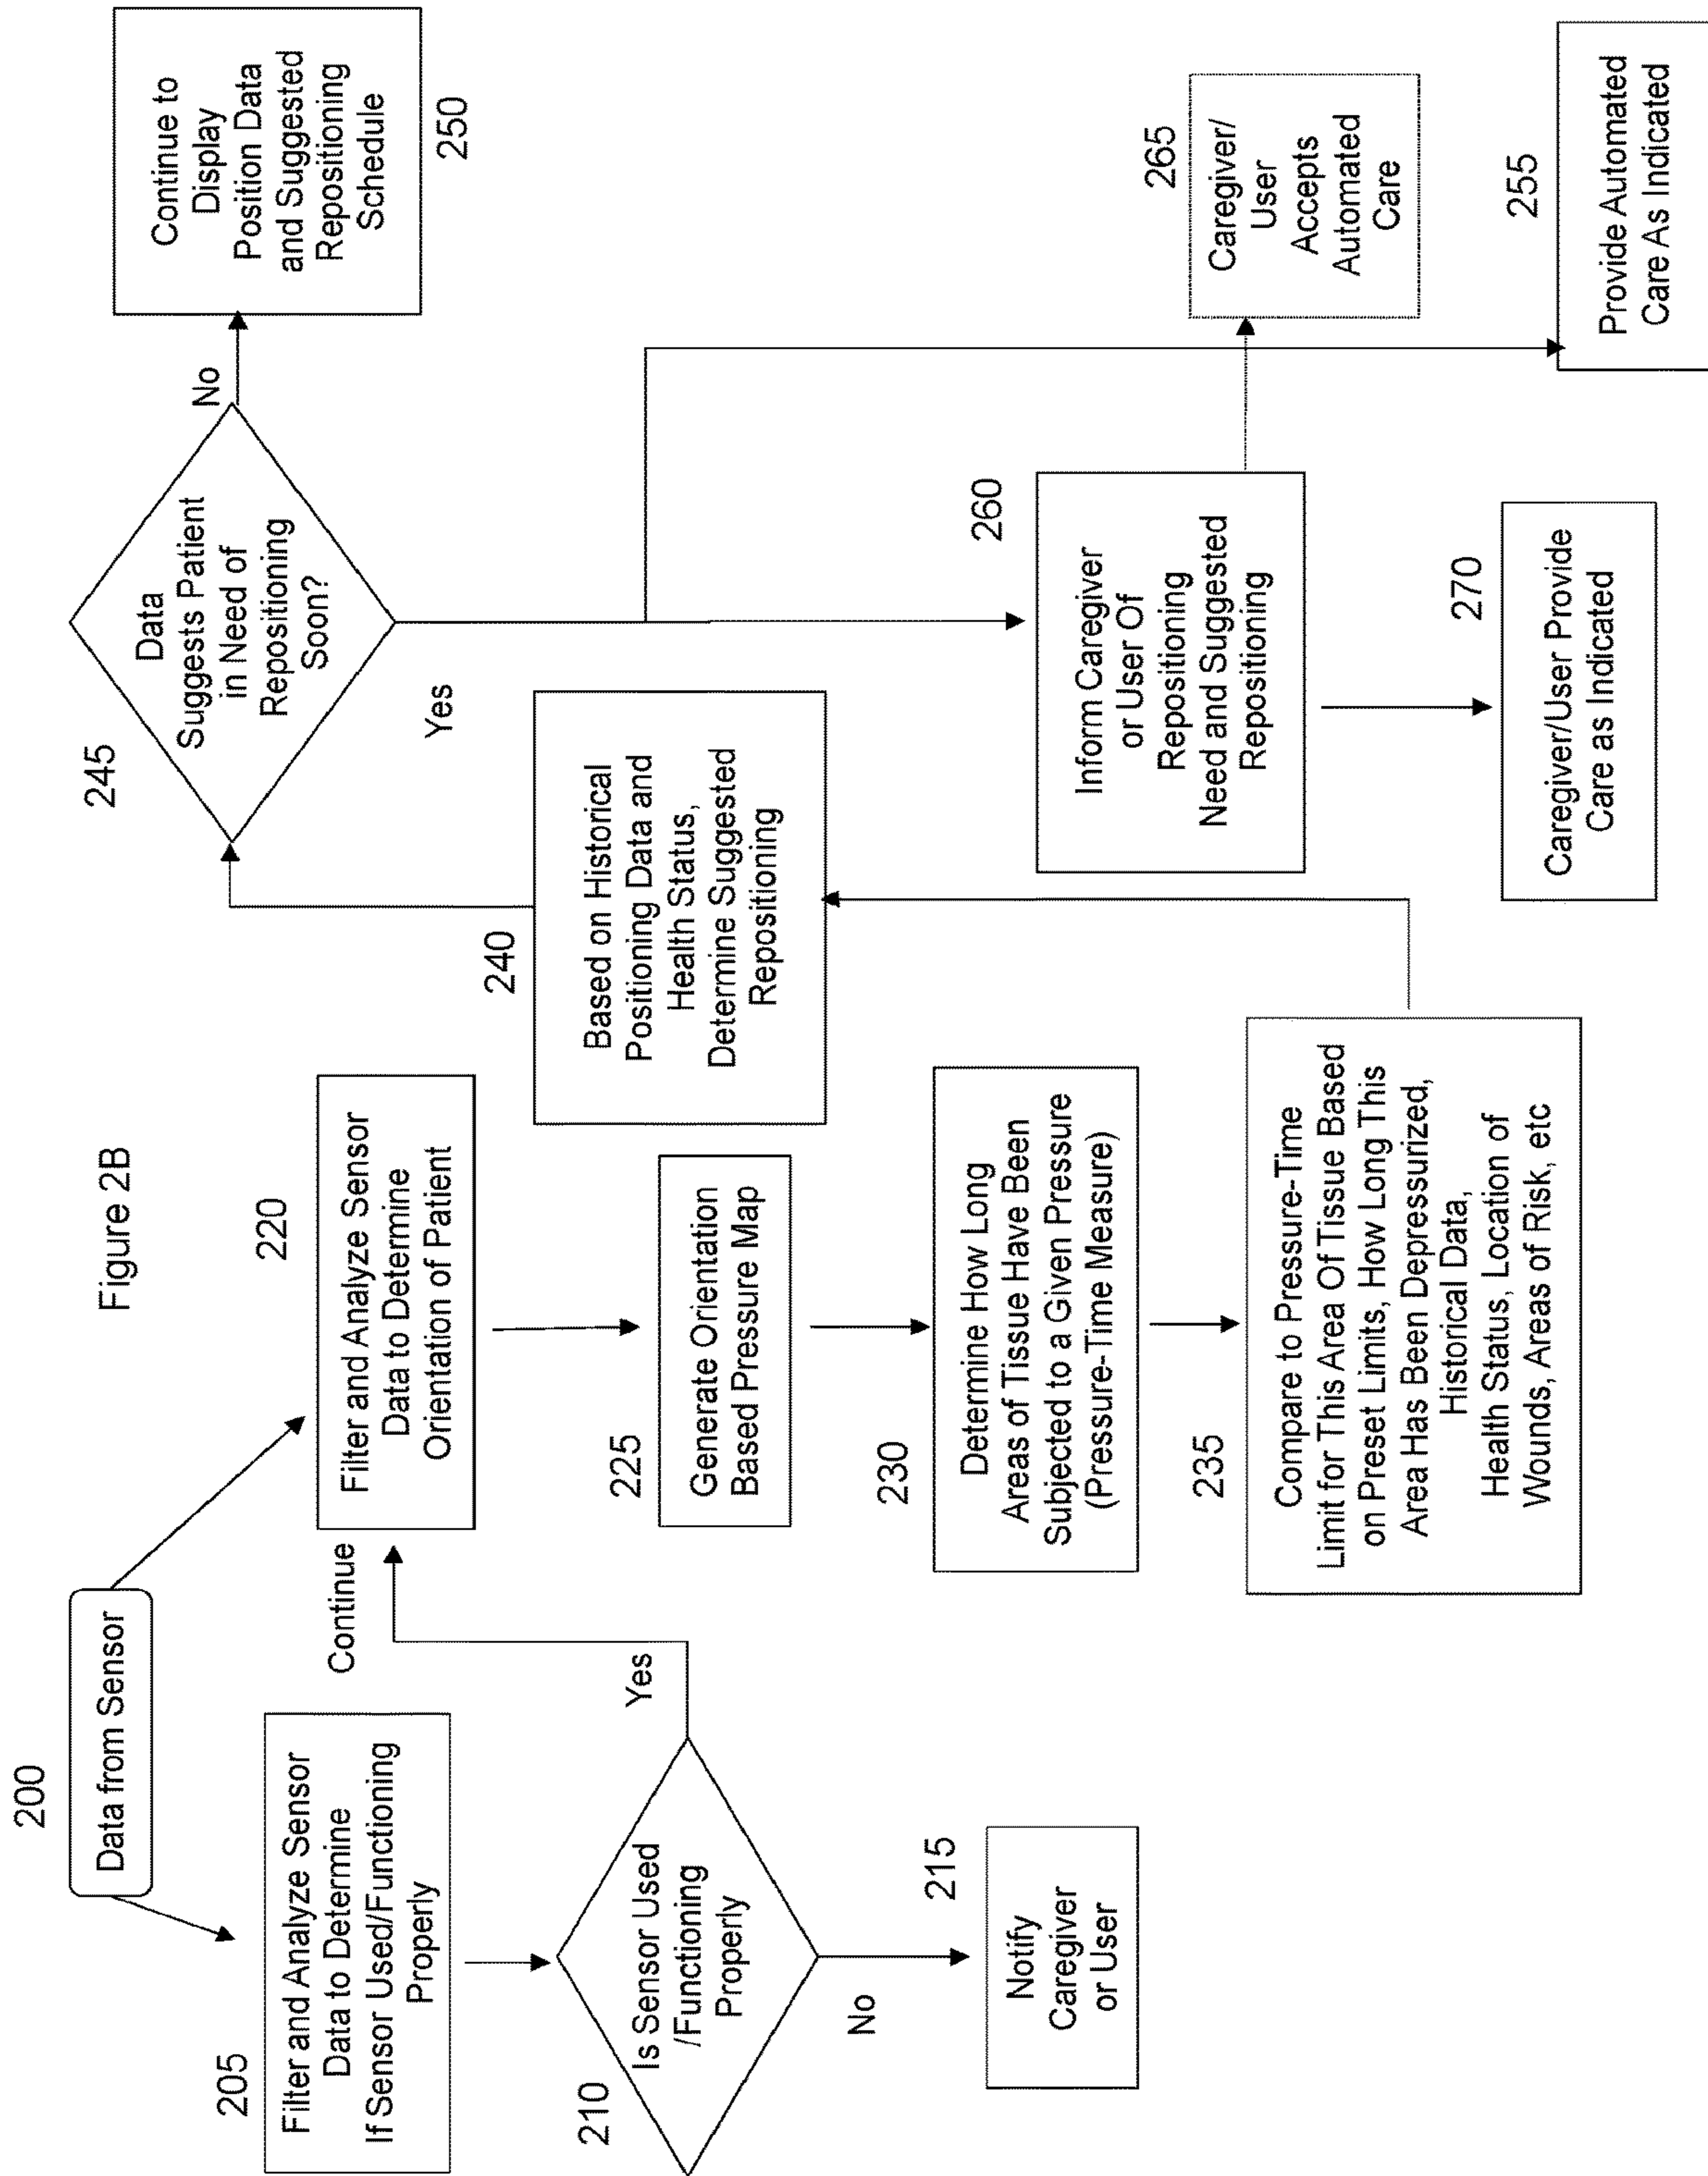 Figure 2B
200
Data from Sensor
205
Filter and Analyze Sensor
Data to Determine
If Sensor Used/Functioning
Properly
210
Is Sensor Used
/Functioning
Properly
No
215
Notify
Caregiver
or User
Yes
Continue
220
Filter and Analyze Sensor
Data to Determine
Orientation of Patient
225
Generate Orientation
Based Pressure Map
230
Determine How Long
Areas of Tissue Have Been
Subjected to a Given Pressure
(Pressure-Time Measure)
235
Compare to Pressure-Time
Limit for This Area Of Tissue Based
on Preset Limits, How Long This
Area Has Been Depressurized,
Historical Data,
Health Status, Location of
Wounds, Areas of Risk, etc
240
Based on Historical
Positioning Data and
Health Status,
Determine Suggested
Repositioning
245
Data
Suggests Patient
in Need of
Repositioning
Soon?
No
Continue to
Display
Position Data
and Suggested
Repositioning
Schedule
250
Yes
260
Inform Caregiver
or User Of
Repositioning
Need and Suggested
Repositioning
265
Caregiver/
User
Accepts
Automated
Care
270
Caregiver/User Provide
Care as Indicated
255
Provide Automated
Care As Indicated